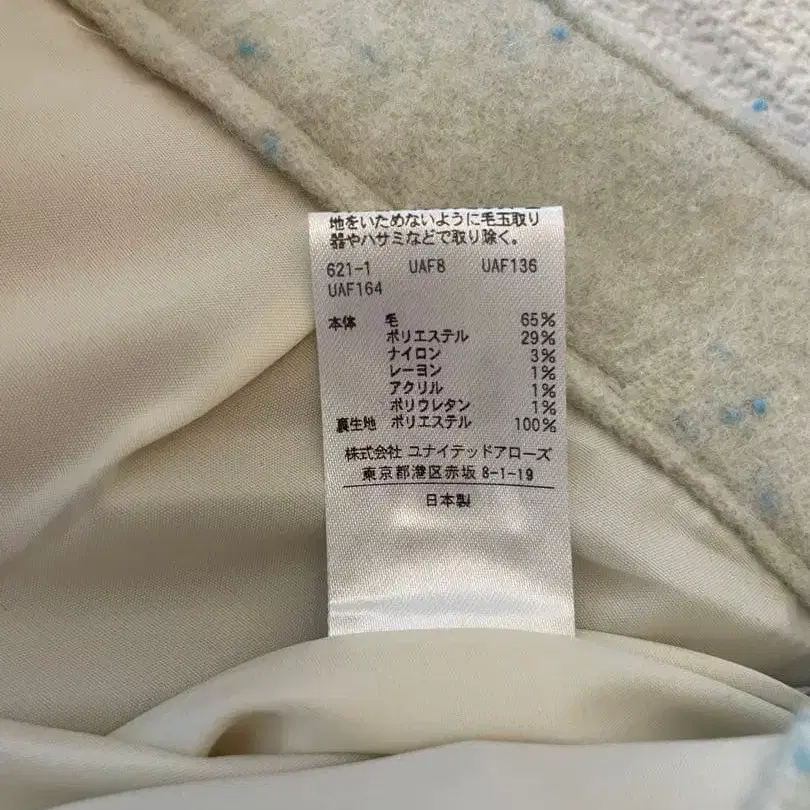 地をいためないように毛玉取り
器やハサミなどで取り除く。
621-1 UAF8 UAF136
UAF164
本体 毛 65%
ポリエステル 29%
ナイロン 3%
レーヨン 1%
アクリル 1%
ポリウレタン 1%
裏生地 ポリエステル 100%
株式会社 ユナイテッドアローズ
東京都港区赤坂 8-1-19
日本製